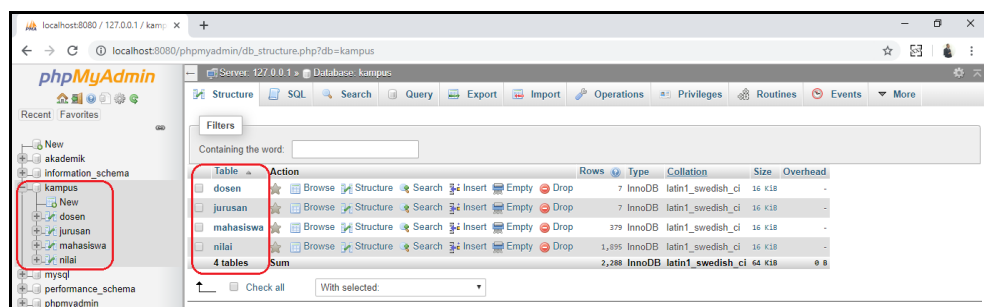 localhost:8080 / 127.0.0.1 / kamp
localhost:8080/phpmyadmin/db_structure.php?db=kampus
phpMyAdmin
Recent Favorites
New
akademik
information_schema
kampus
New
dosen
jurusan
mahasiswa
nilai
mysql
performance_schema
phpmyadmin
Server: 127.0.0.1 » Database: kampus
Structure SQL Search Query Export Import Operations Privileges Routines Events More
Filters
Containing the word:
Table Action Rows Type Collation Size Overhead
dosen Browse Structure Search Insert Empty Drop 7 InnoDB latin1_swedish_ci 16 KiB -
jurusan Browse Structure Search Insert Empty Drop 7 InnoDB latin1_swedish_ci 16 KiB -
mahasiswa Browse Structure Search Insert Empty Drop 379 InnoDB latin1_swedish_ci 16 KiB -
nilai Browse Structure Search Insert Empty Drop 1,895 InnoDB latin1_swedish_ci 16 KiB -
4 tables Sum 2,288 InnoDB latin1_swedish_ci 64 KiB 0 B
Check all With selected: